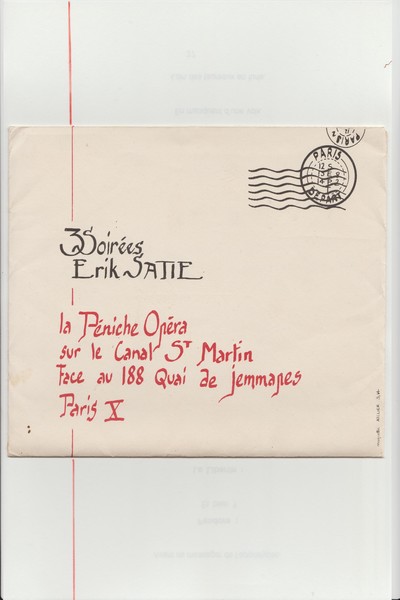 PARIS
PARIS
DEPART
3 Soirées
Erik SATIE
la Péniche Opéra
sur le Canal ST Martin
Face au 188 Quai de jemmapes
Paris X